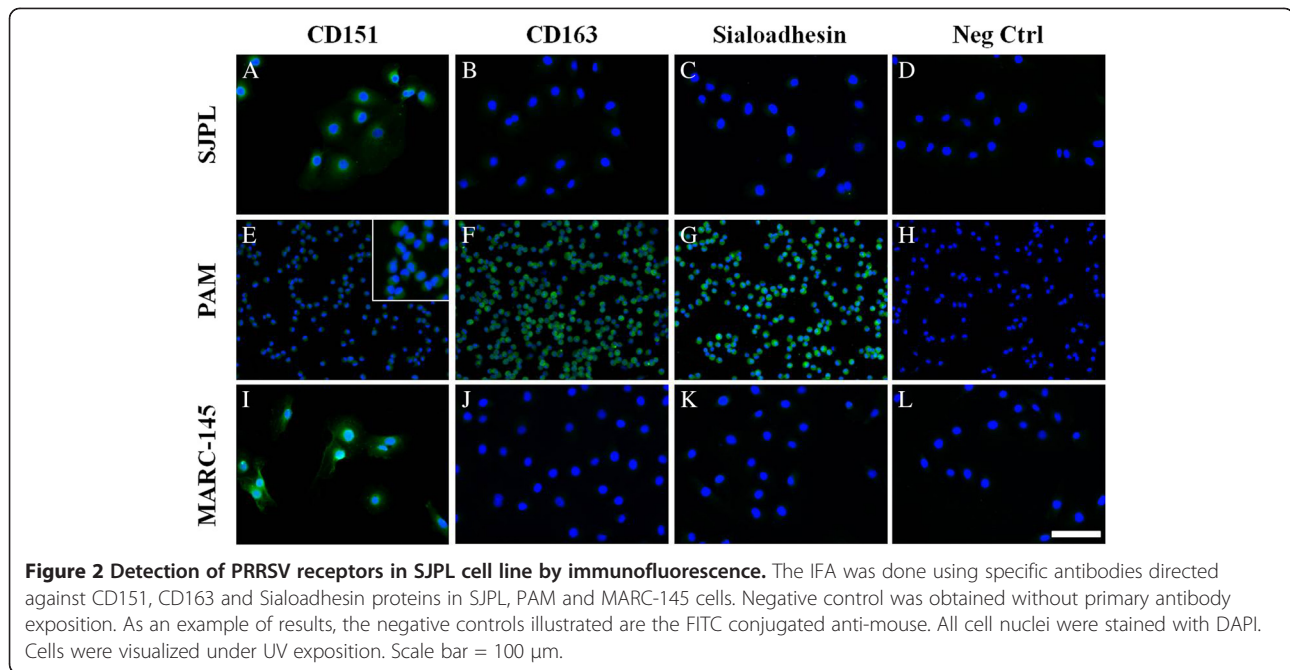 CD151 CD163 Sialoadhesin Neg Ctrl
SJPL
A B C D
PAM
E F G H
MARC-145
I J K L
Figure 2 Detection of PRRSV receptors in SJPL cell line by immunofluorescence. The IFA was done using specific antibodies directed
against CD151, CD163 and Sialoadhesin proteins in SJPL, PAM and MARC-145 cells. Negative control was obtained without primary antibody
exposition. As an example of results, the negative controls illustrated are the FITC conjugated anti-mouse. All cell nuclei were stained with DAPI.
Cells were visualized under UV exposition. Scale bar = 100 μm.